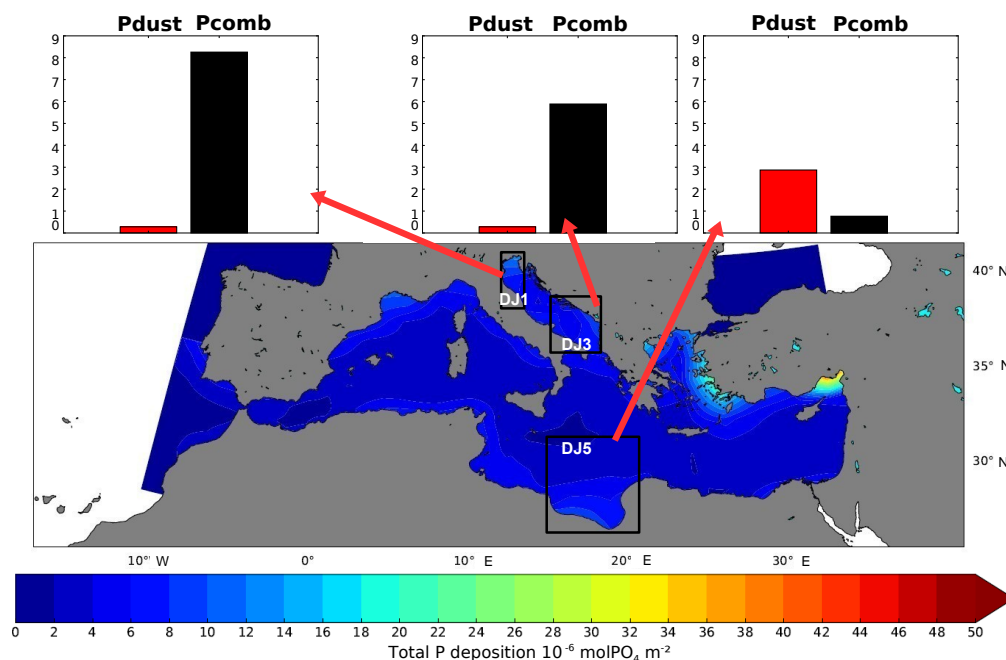 Pdust Pcomb Pdust Pcomb Pdust Pcomb
9 9 9
8 8 8
7 7 7
6 6 6
5 5 5
4 4 4
3 3 3
2 2 2
1 1 1
0 0 0
40° N
DJ1
DJ3
35° N
DJ5
30° N
10° W 0° 10° E 20° E 30° E
0 2 4 6 8 10 12 14 16 18 20 22 24 26 28 30 32 34 36 38 40 42 44 46 48 50
Total P deposition 10⁻⁶ molPO₄ m⁻²